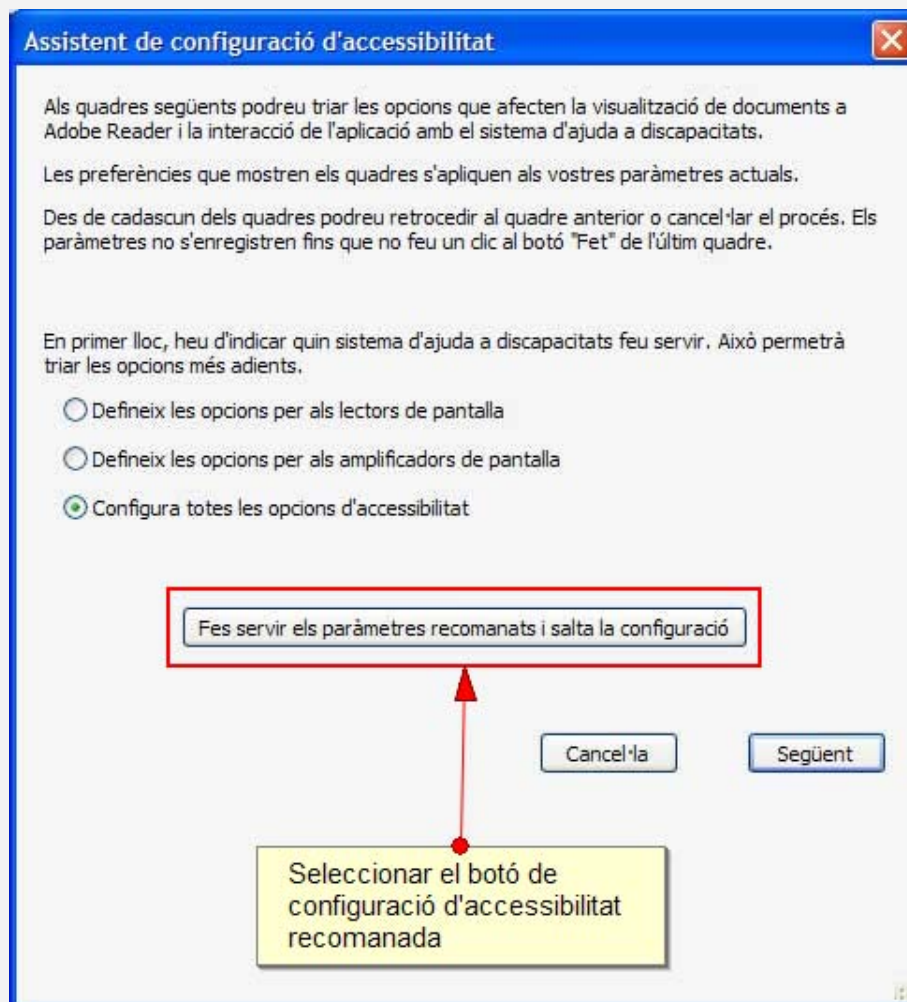 Assistent de configuració d'accessibilitat
Als quadres següents podreu triar les opcions que afecten la visualització de documents a
Adobe Reader i la interacció de l'aplicació amb el sistema d'ajuda a discapacitats.
Les preferències que mostren els quadres s'apliquen als vostres paràmetres actuals.
Des de cadascun dels quadres podreu retrocedir al quadre anterior o cancel·lar el procés. Els
paràmetres no s'enregistren fins que no feu un clic al botó "Fet" de l'últim quadre.
En primer lloc, heu d'indicar quin sistema d'ajuda a discapacitats feu servir. Això permetrà
triar les opcions més adients.
Defineix les opcions per als lectors de pantalla
Defineix les opcions per als amplificadors de pantalla
Configura totes les opcions d'accessibilitat
Fes servir els paràmetres recomanats i salta la configuració
Cancel·la Següent
Seleccionar el botó de
configuració d'accessibilitat
recomanada